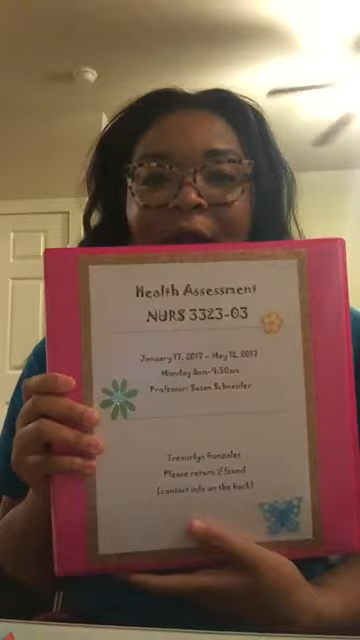 Health Assessment
NURS 3323-03
January 17, 2017 - May 12, 2017
Monday 8am-9:50am
Professor: Susan Schneider
Gonzales
Please return if found
(contact info on the back)